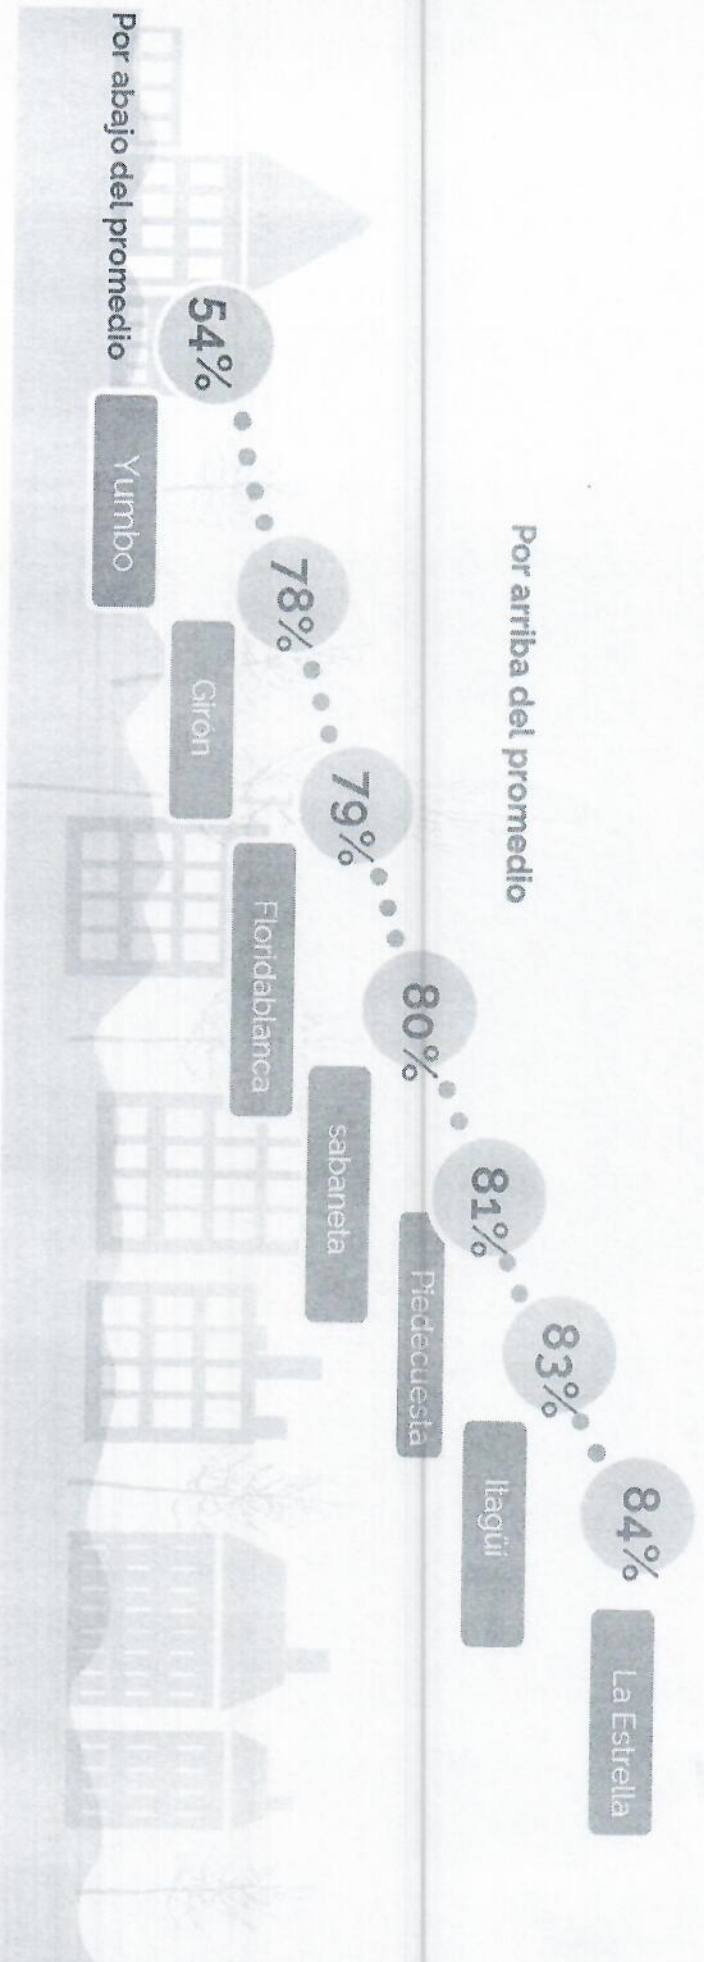 Por arriba del promedio
Por abajo del promedio
54%
Yumbo
78%
Girón
79%
Floridablanca
80%
sabaneta
81%
Piedecuesta
83%
Itagüi
84%
La Estrella